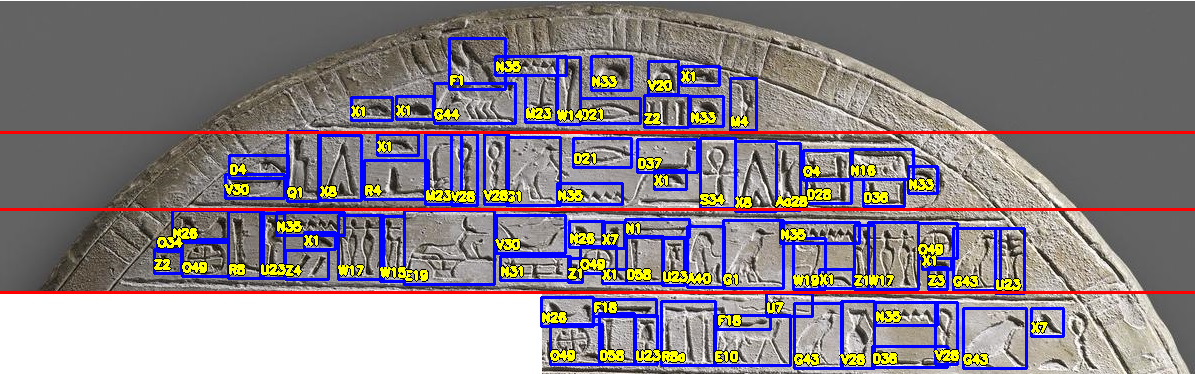 F1 N35 N33 V20 X1
X1 X1 G44 M23 W14 D21 Z2 N33 M4
X1 D21 D37
D4 X1 O4 N16
V30 O1 X8 R4 M23 V28 V28 G1 N35 S34 X8 Aa28 D28 D36 N33
N26 N35 N1
O34 X1 V30 N26 X7 N35 O49
Z2 O49 R8 U23 Z4 W17 W18 E19 N31 Z1 O49 X1 D58 U23 A40 G1 W19 X1 Z1 W17 X1 Z3 G43 U23
N26 F18 F18 U7 N35 X7
O49 D58 U23 R8a E10 G43 V28 D36 V28 G43